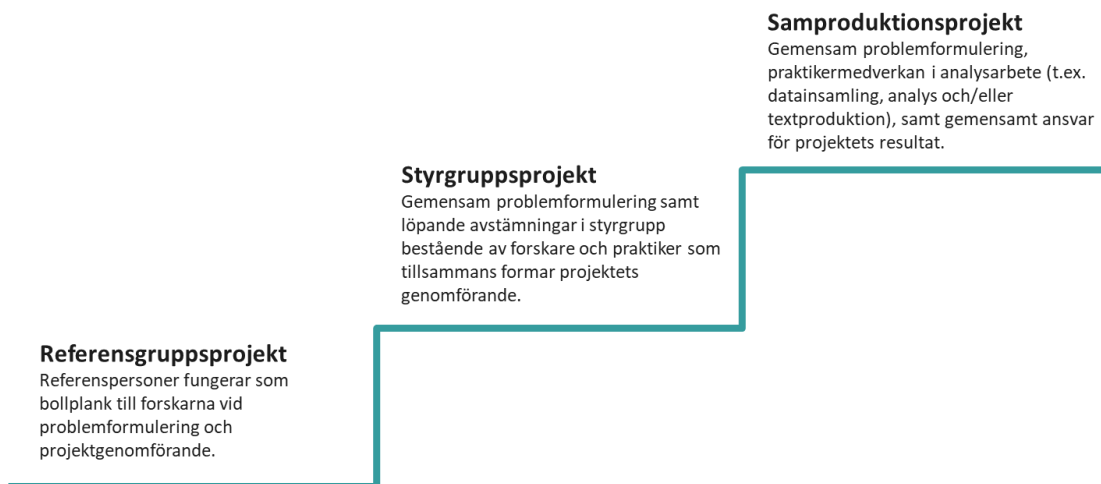 Samproduktionsprojekt
Gemensam problemformulering,
praktikermedverkan i analysarbete (t.ex.
datainsamling, analys och/eller
textproduktion), samt gemensamt ansvar
för projektets resultat.
Styrgruppsprojekt
Gemensam problemformulering samt
löpande avstämningar i styrgrupp
bestående av forskare och praktiker som
tillsammans formar projektets
genomförande.
Referensgruppsprojekt
Referenspersoner fungerar som
bollplank till forskarna vid
problemformulering och
projektgenomförande.